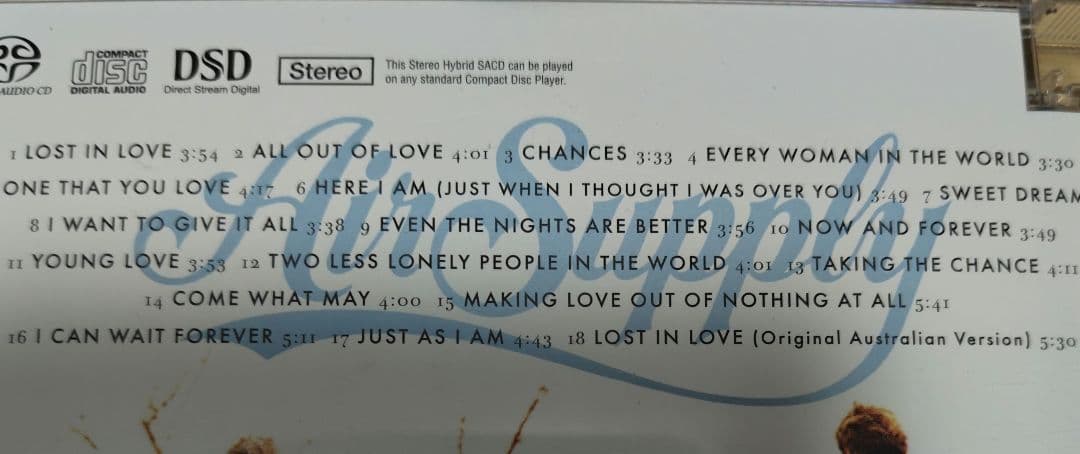 AUDIO CD
COMPACT
disc
DIGITAL AUDIO
DSD
Direct Stream Digital
Stereo
This Stereo Hybrid SACD can be played
on any standard Compact Disc Player.
Air Supply
1 LOST IN LOVE 3:54 2 ALL OUT OF LOVE 4:01 3 CHANCES 3:33 4 EVERY WOMAN IN THE WORLD 3:30
ONE THAT YOU LOVE 4:17 6 HERE I AM (JUST WHEN I THOUGHT I WAS OVER YOU) 3:49 7 SWEET DREAM
8 I WANT TO GIVE IT ALL 3:38 9 EVEN THE NIGHTS ARE BETTER 3:56 10 NOW AND FOREVER 3:49
11 YOUNG LOVE 3:53 12 TWO LESS LONELY PEOPLE IN THE WORLD 4:01 13 TAKING THE CHANCE 4:11
14 COME WHAT MAY 4:00 15 MAKING LOVE OUT OF NOTHING AT ALL 5:41
16 I CAN WAIT FOREVER 5:11 17 JUST AS I AM 4:43 18 LOST IN LOVE (Original Australian Version) 5:30